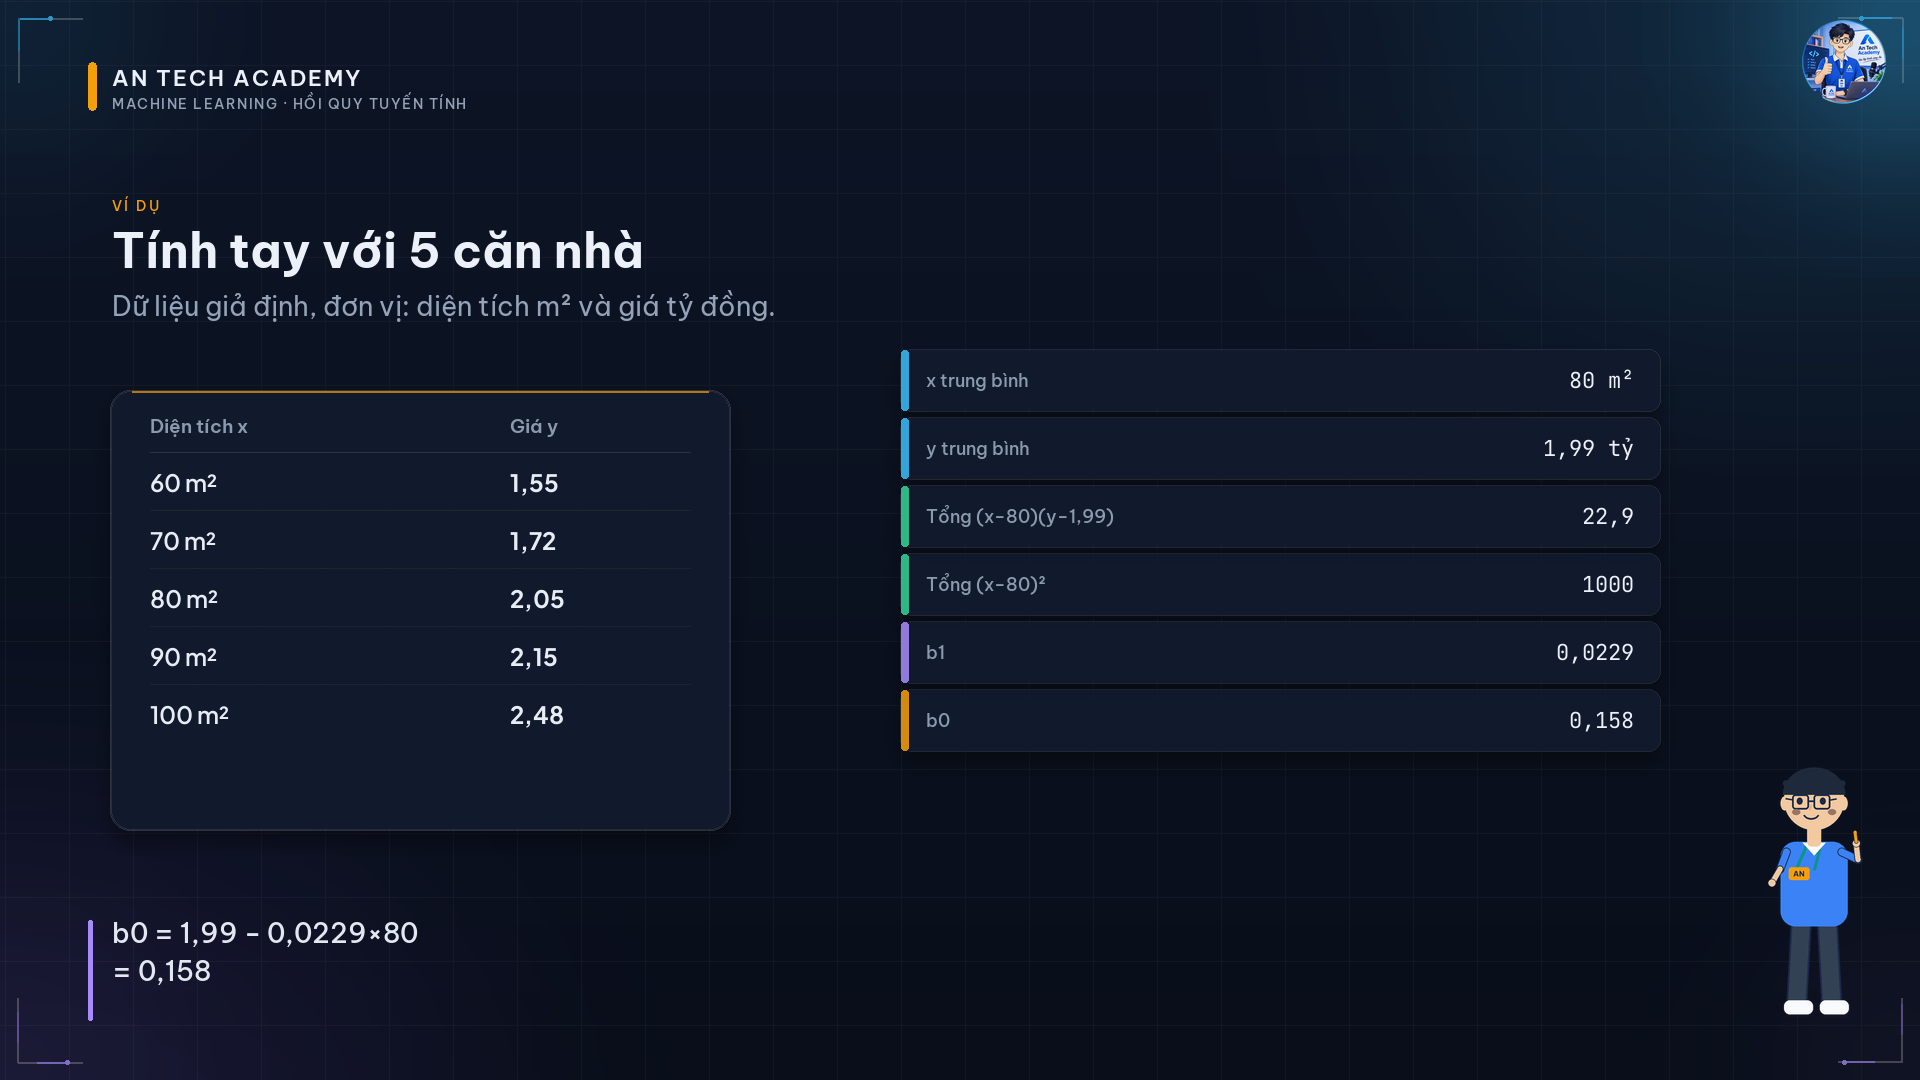 AN TECH ACADEMY
MACHINE LEARNING · HỒI QUY TUYẾN TÍNH
An Tech
Academy
VÍ DỤ
Tính tay với 5 căn nhà
Dữ liệu giả định, đơn vị: diện tích m² và giá tỷ đồng.
Diện tích x Giá y
60 m² 1,55
70 m² 1,72
80 m² 2,05
90 m² 2,15
100 m² 2,48
x trung bình 80 m²
y trung bình 1,99 tỷ
Tổng (x−80)(y−1,99) 22,9
Tổng (x−80)² 1000
b1 0,0229
b0 0,158
AN
b0 = 1,99 − 0,0229×80
= 0,158